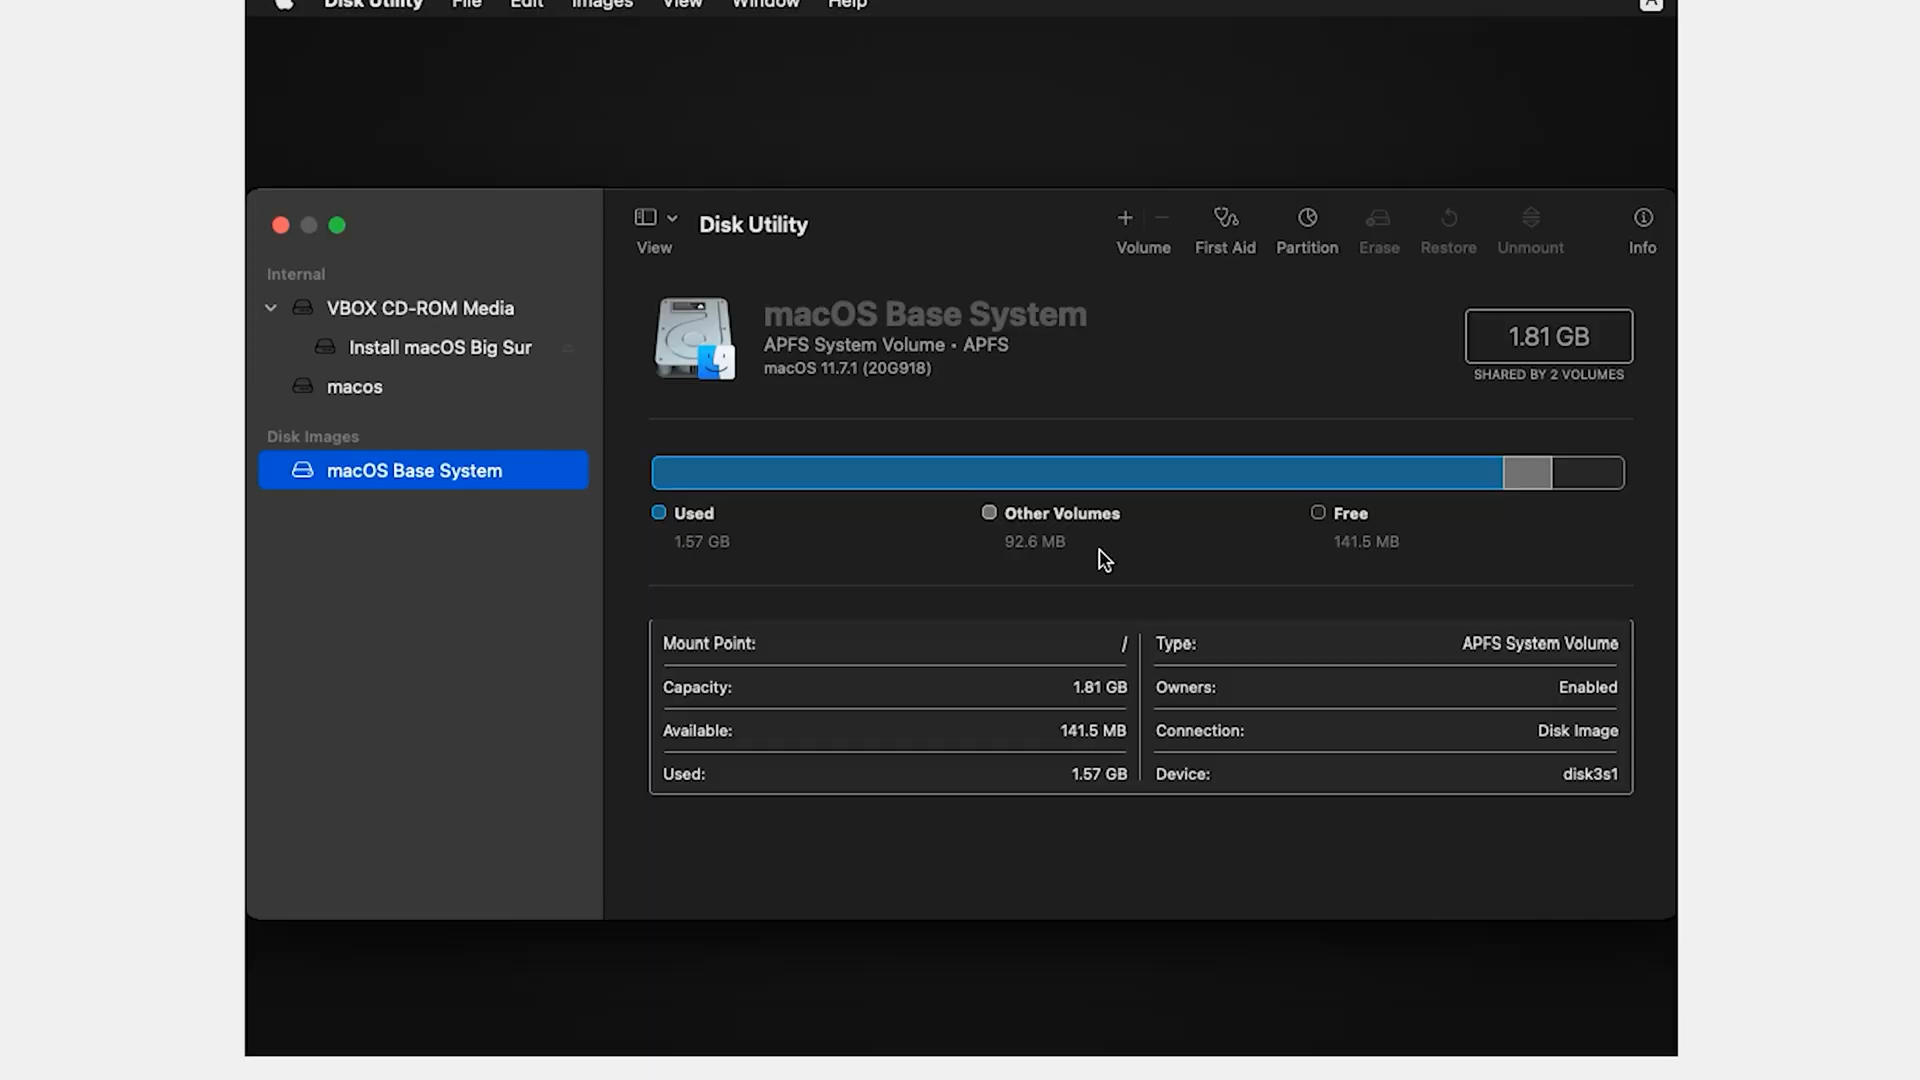 Disk Utility File Edit Images View Window Help A
Disk Utility
View
Volume First Aid Partition Erase Restore Unmount Info
Internal
VBOX CD-ROM Media
Install macOS Big Sur
macos
Disk Images
macOS Base System
macOS Base System
APFS System Volume • APFS
macOS 11.7.1 (20G918)
1.81 GB
SHARED BY 2 VOLUMES
Used
1.57 GB
Other Volumes
92.6 MB
Free
141.5 MB
Mount Point: /
Capacity: 1.81 GB
Available: 141.5 MB
Used: 1.57 GB
Type: APFS System Volume
Owners: Enabled
Connection: Disk Image
Device: disk3s1